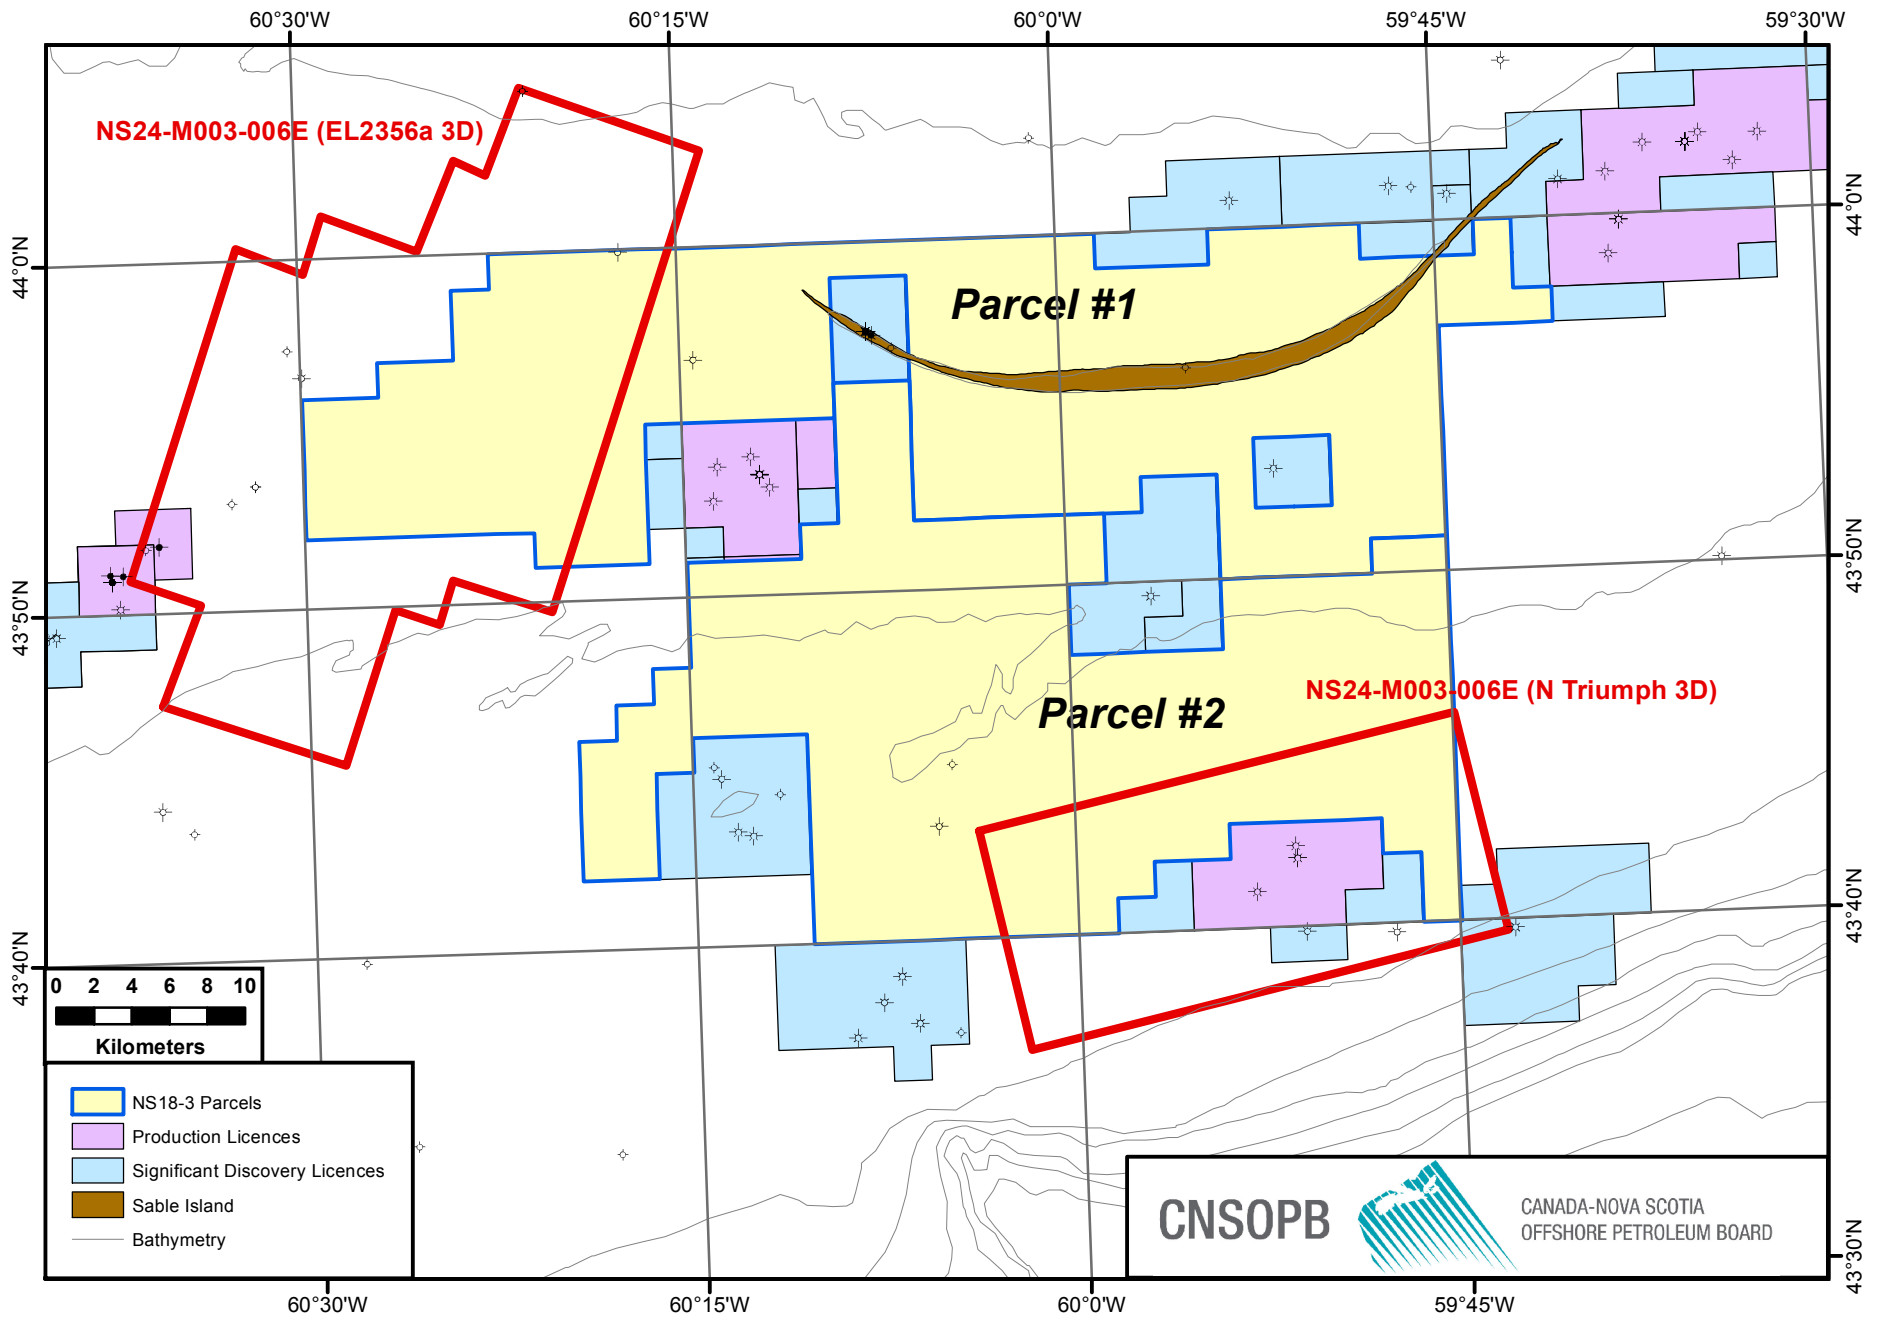 60°30'W 60°15'W 60°0'W 59°45'W 59°30'W
NS24-M003-006E (EL2356a 3D)
44°0'N
44°0'N
Parcel #1
43°50'N
43°50'N
NS24-M003-006E (N Triumph 3D)
Parcel #2
43°40'N
43°40'N
0 2 4 6 8 10
Kilometers
NS18-3 Parcels
Production Licences
Significant Discovery Licences
Sable Island
Bathymetry
CNSOPB
CANADA-NOVA SCOTIA
OFFSHORE PETROLEUM BOARD
43°30'N
60°30'W 60°15'W 60°0'W 59°45'W